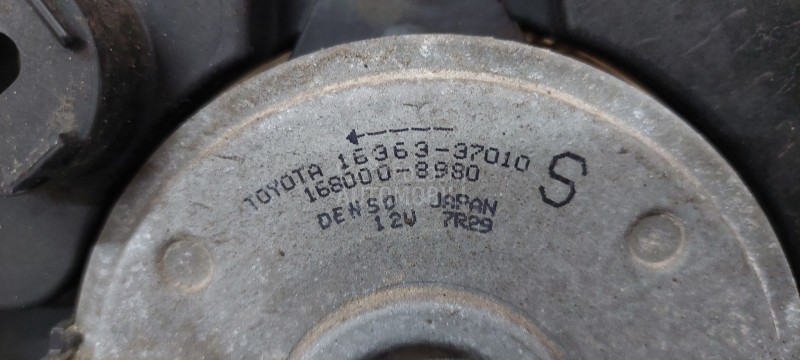 TOYOTA 16363-37010
168000-8980
DENSO JAPAN
12V 7R29
S